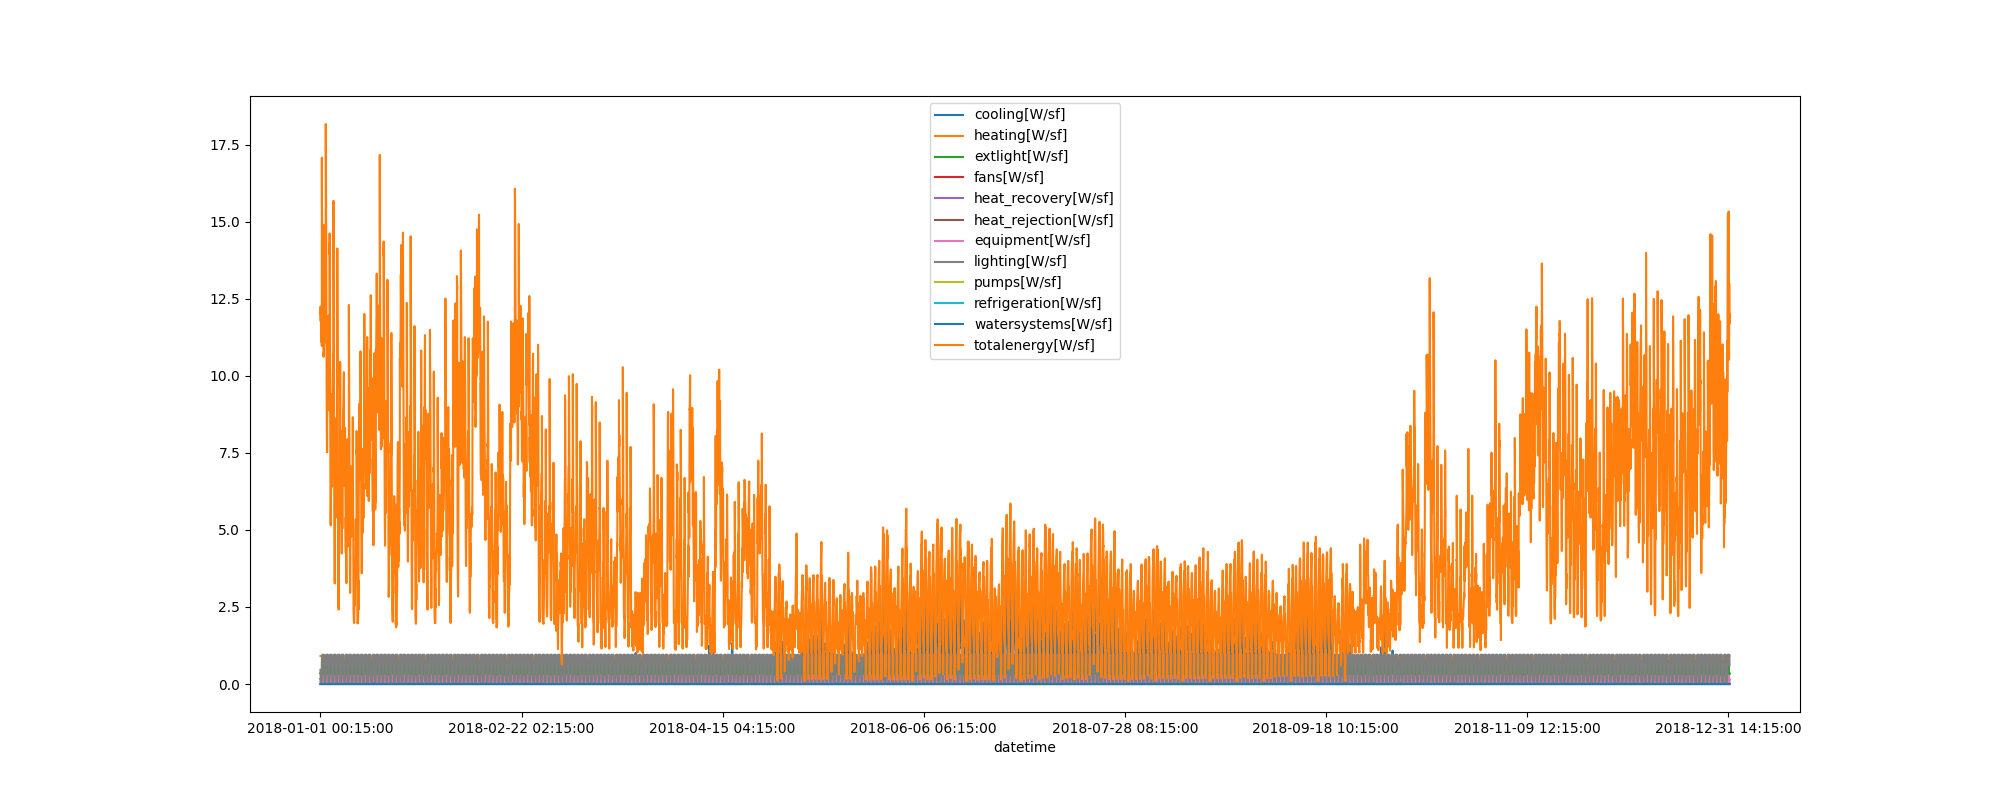 cooling[W/sf]
heating[W/sf]
extlight[W/sf]
fans[W/sf]
heat_recovery[W/sf]
heat_rejection[W/sf]
equipment[W/sf]
lighting[W/sf]
pumps[W/sf]
refrigeration[W/sf]
watersystems[W/sf]
totalenergy[W/sf]
17.5
15.0
12.5
10.0
7.5
5.0
2.5
0.0
2018-01-01 00:15:00 2018-02-22 02:15:00 2018-04-15 04:15:00 2018-06-06 06:15:00 2018-07-28 08:15:00 2018-09-18 10:15:00 2018-11-09 12:15:00 2018-12-31 14:15:00
datetime